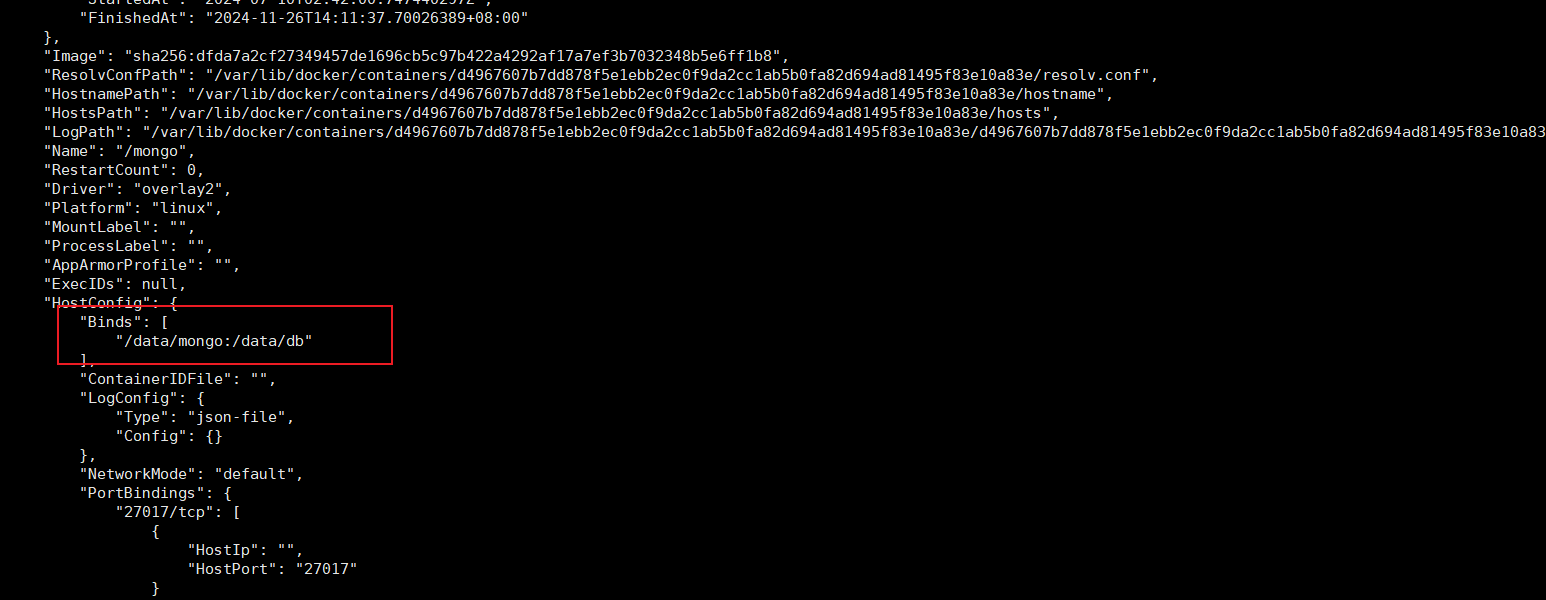 "FinishedAt": "2024-11-26T14:11:37.70026389+08:00"
},
"Image": "sha256:dfda7a2cf27349457de1696cb5c97b422a4292af17a7ef3b7032348b5e6ff1b8",
"ResolvConfPath": "/var/lib/docker/containers/d4967607b7dd878f5e1ebb2ec0f9da2cc1ab5b0fa82d694ad81495f83e10a83e/resolv.conf",
"HostnamePath": "/var/lib/docker/containers/d4967607b7dd878f5e1ebb2ec0f9da2cc1ab5b0fa82d694ad81495f83e10a83e/hostname",
"HostsPath": "/var/lib/docker/containers/d4967607b7dd878f5e1ebb2ec0f9da2cc1ab5b0fa82d694ad81495f83e10a83e/hosts",
"LogPath": "/var/lib/docker/containers/d4967607b7dd878f5e1ebb2ec0f9da2cc1ab5b0fa82d694ad81495f83e10a83e/d4967607b7dd878f5e1ebb2ec0f9da2cc1ab5b0fa82d694ad81495f83e10a83
"Name": "/mongo",
"RestartCount": 0,
"Driver": "overlay2",
"Platform": "linux",
"MountLabel": "",
"ProcessLabel": "",
"AppArmorProfile": "",
"ExecIDs": null,
"HostConfig": {
"Binds": [
"/data/mongo:/data/db"
],
"ContainerIDFile": "",
"LogConfig": {
"Type": "json-file",
"Config": {}
},
"NetworkMode": "default",
"PortBindings": {
"27017/tcp": [
{
"HostIp": "",
"HostPort": "27017"
}